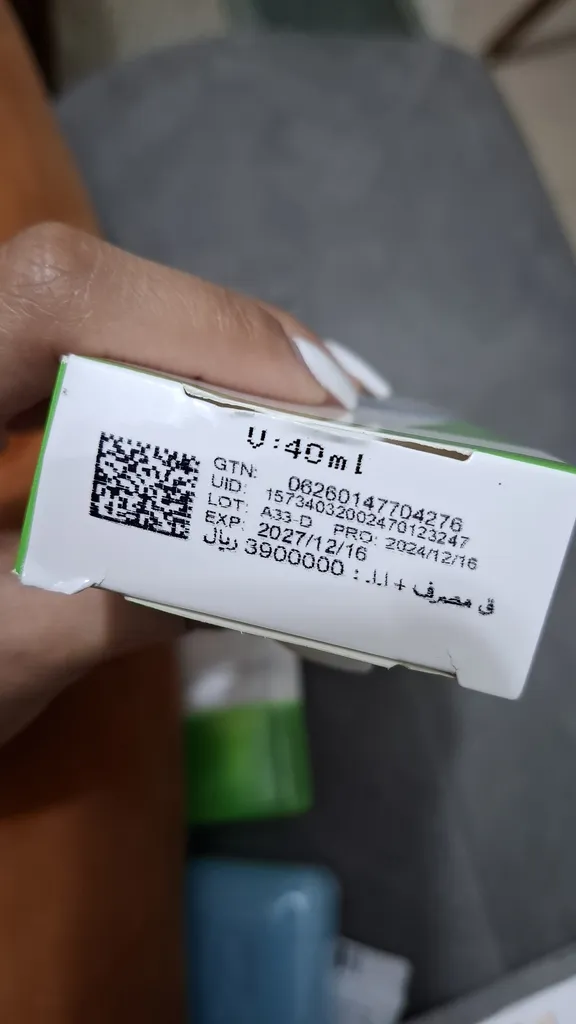 V:40ml
GTN: 06260147704276
UID: 15734032002470123247
LOT: A33-D PRO: 2024/12/16
EXP: 2027/12/16
ق مصرف + ا.ا.: 3900000 ریال